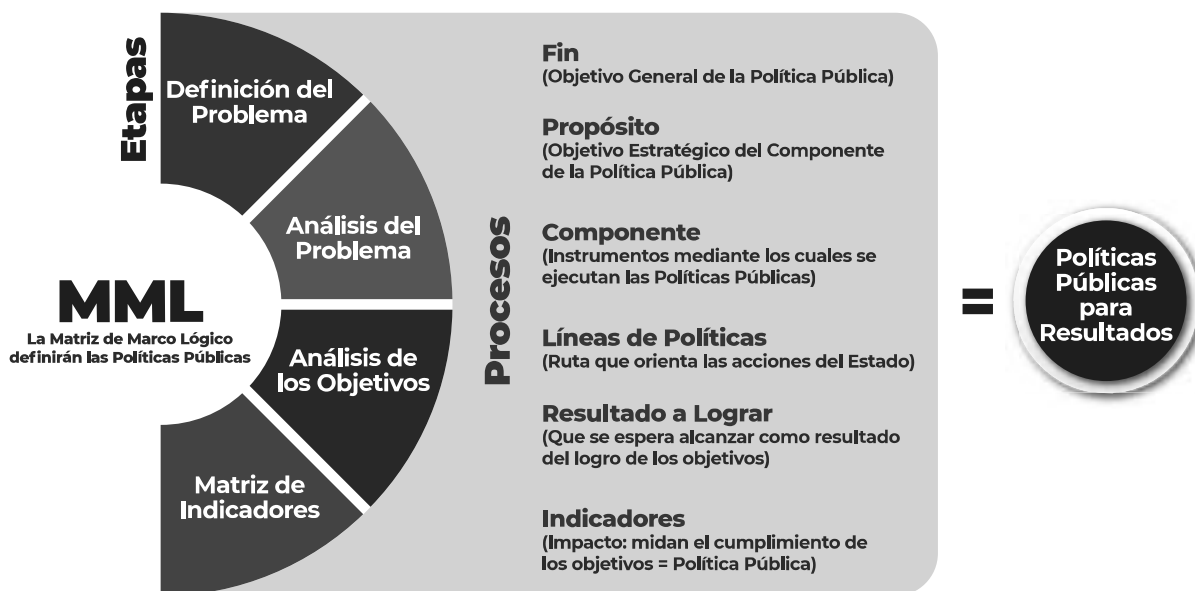 Etapas
Definición del
Problema
Análisis del
Problema
Análisis de
los Objetivos
Matriz de
Indicadores
MML
La Matriz de Marco Lógico
definirán las Políticas Públicas
Procesos
Fin
(Objetivo General de la Política Pública)
Propósito
(Objetivo Estratégico del Componente
de la Política Pública)
Componente
(Instrumentos mediante los cuales se
ejecutan las Políticas Públicas)
Líneas de Políticas
(Ruta que orienta las acciones del Estado)
Resultado a Lograr
(Que se espera alcanzar como resultado
del logro de los objetivos)
Indicadores
(Impacto: midan el cumplimiento de
los objetivos = Política Pública)
=
Políticas
Públicas
para
Resultados